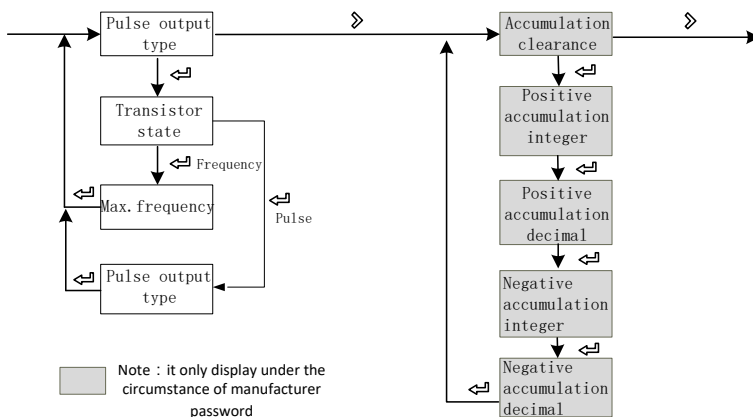 Pulse output
type
Transistor
state
Frequency
Max.frequency
Pulse
Pulse output
type
Accumulation
clearance
Positive
accumulation
integer
Positive
accumulation
decimal
Negative
accumulation
integer
Negative
accumulation
decimal
Note：it only display under the
circumstance of manufacturer
password